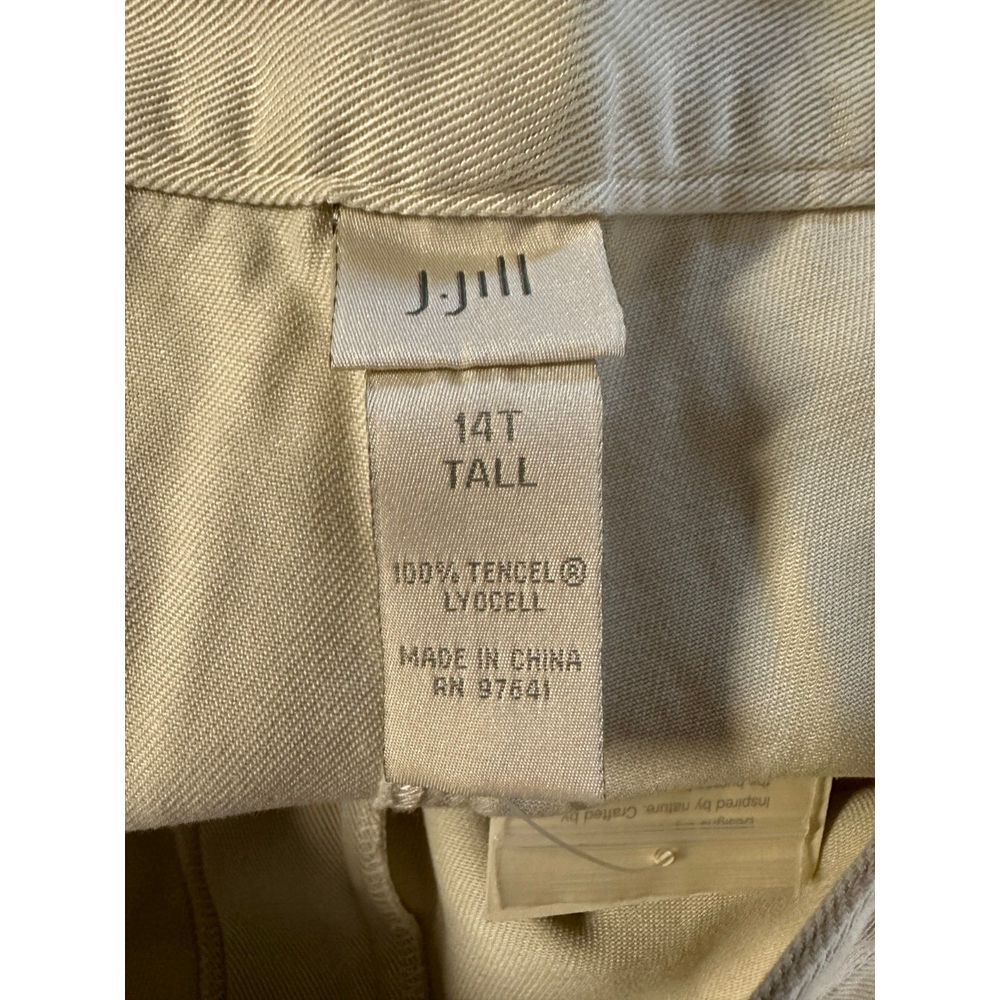 J.Jill
14T
TALL
100% TENCEL®
LYOCELL
MADE IN CHINA
RN 97641
Inspired by nature. Crafted by